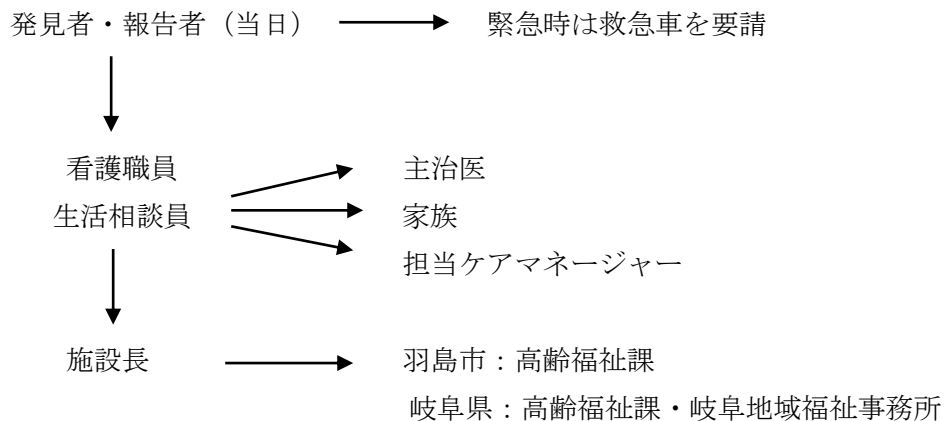 発見者・報告者（当日） 緊急時は救急車を要請
看護職員 主治医
生活相談員 家族
担当ケアマネージャー
施設長 羽島市：高齢福祉課
岐阜県：高齢福祉課・岐阜地域福祉事務所